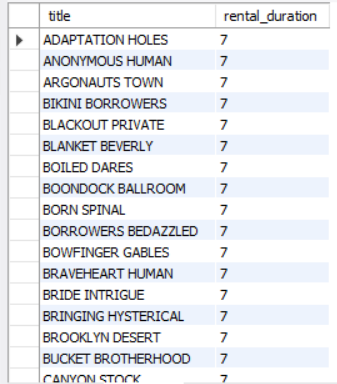 title rental_duration
ADAPTATION HOLES 7
ANONYMOUS HUMAN 7
ARGONAUTS TOWN 7
BIKINI BORROWERS 7
BLACKOUT PRIVATE 7
BLANKET BEVERLY 7
BOILED DARES 7
BOONDOCK BALLROOM 7
BORN SPINAL 7
BORROWERS BEDAZZLED 7
BOWFINGER GABLES 7
BRAVEHEART HUMAN 7
BRIDE INTRIGUE 7
BRINGING HYSTERICAL 7
BROOKLYN DESERT 7
BUCKET BROTHERHOOD 7
CANYON STOCK 7